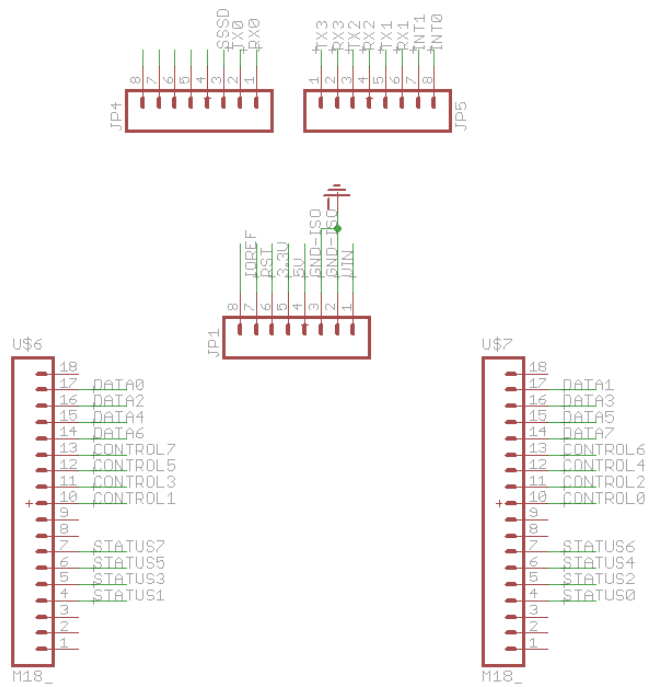 SSSD
TX0
RX0
TX3
RX3
TX2
RX2
TX1
RX1
INT1
INT0
8 7 6 5 4 3 2 1
1 2 3 4 5 6 7 8
JP4
JP5
IOREF
RST
3.3V
5V
GND-ISO
GND-ISO
VIN
8 7 6 5 4 3 2 1
JP1
U$6
18
17 DATA0
16 DATA2
15 DATA4
14 DATA6
13 CONTROL7
12 CONTROL5
11 CONTROL3
10 CONTROL1
9
8
7 STATUS7
6 STATUS5
5 STATUS3
4 STATUS1
3
2
1
M18_
U$7
18
17 DATA1
16 DATA3
15 DATA5
14 DATA7
13 CONTROL6
12 CONTROL4
11 CONTROL2
10 CONTROL0
9
8
7 STATUS6
6 STATUS4
5 STATUS2
4 STATUS0
3
2
1
M18_